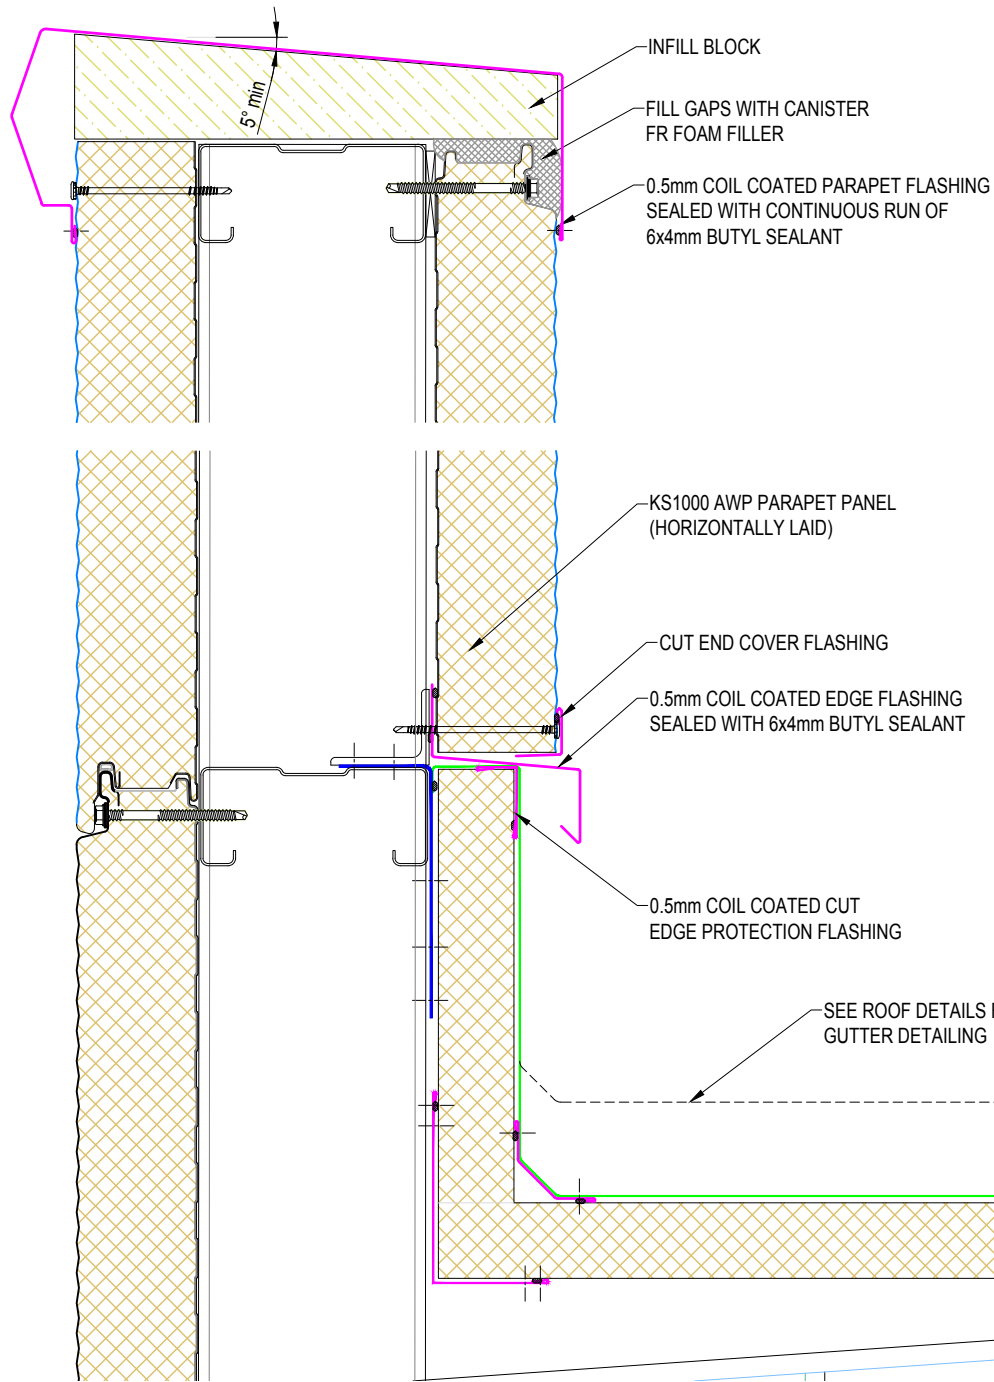 INFILL BLOCK
5° min
FILL GAPS WITH CANISTER
FR FOAM FILLER
0.5mm COIL COATED PARAPET FLASHING
SEALED WITH CONTINUOUS RUN OF
6x4mm BUTYL SEALANT
KS1000 AWP PARAPET PANEL
(HORIZONTALLY LAID)
CUT END COVER FLASHING
0.5mm COIL COATED EDGE FLASHING
SEALED WITH 6x4mm BUTYL SEALANT
0.5mm COIL COATED CUT
EDGE PROTECTION FLASHING
SEE ROOF DETAILS
GUTTER DETAILING